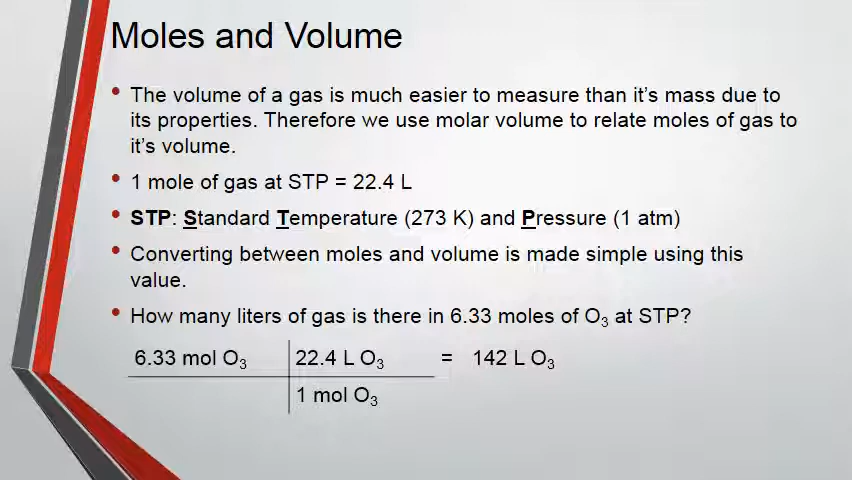 Moles and Volume
• The volume of a gas is much easier to measure than it's mass due to
its properties. Therefore we use molar volume to relate moles of gas to
it's volume.
• 1 mole of gas at STP = 22.4 L
• STP: Standard Temperature (273 K) and Pressure (1 atm)
• Converting between moles and volume is made simple using this
value.
• How many liters of gas is there in 6.33 moles of O₃ at STP?
6.33 mol O₃ 22.4 L O₃ = 142 L O₃
1 mol O₃